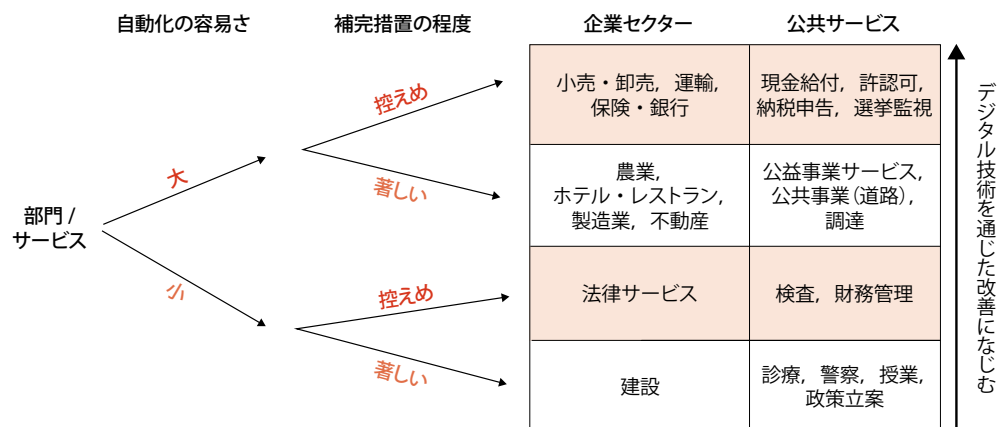 自動化の容易さ
補完措置の程度
企業セクター
公共サービス
部門 /
サービス
大
小
控えめ
著しい
控えめ
著しい
小売・卸売，運輸，
保険・銀行
現金給付，許認可，
納税申告，選挙監視
農業，
ホテル・レストラン，
製造業，不動産
公益事業サービス，
公共事業（道路），
調達
法律サービス
検査，財務管理
建設
診療，警察，授業，
政策立案
デジタル技術を通じた改善になじむ